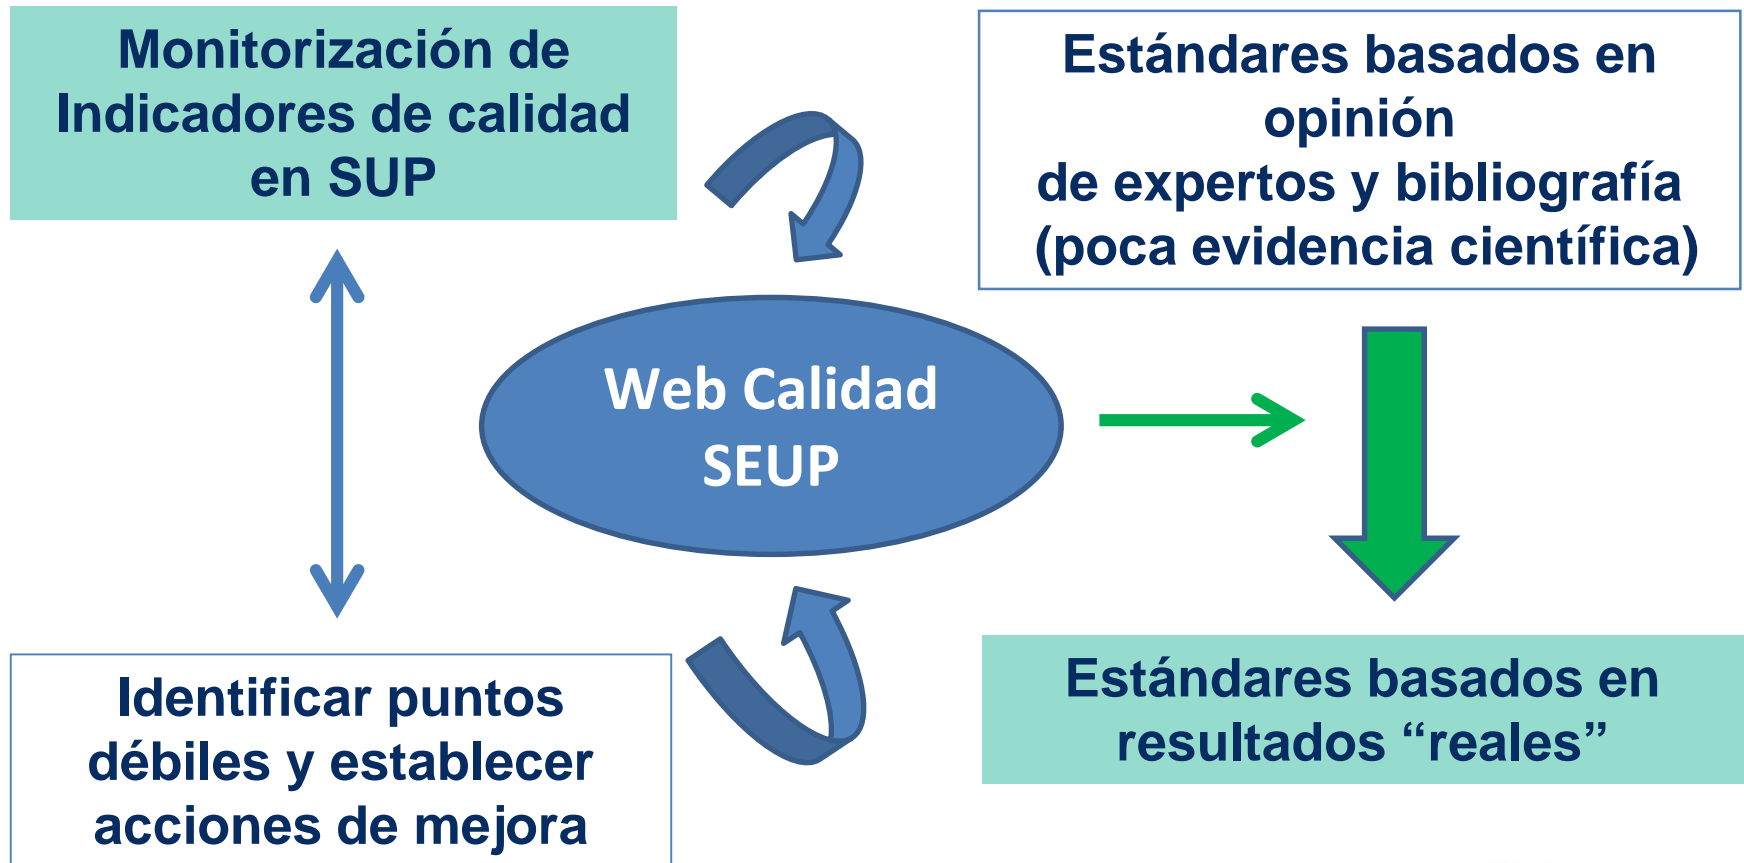 Monitorización de
Indicadores de calidad
en SUP
Estándares basados en
opinión
de expertos y bibliografía
(poca evidencia científica)
Web Calidad
SEUP
Identificar puntos
débiles y establecer
acciones de mejora
Estándares basados en
resultados “reales”